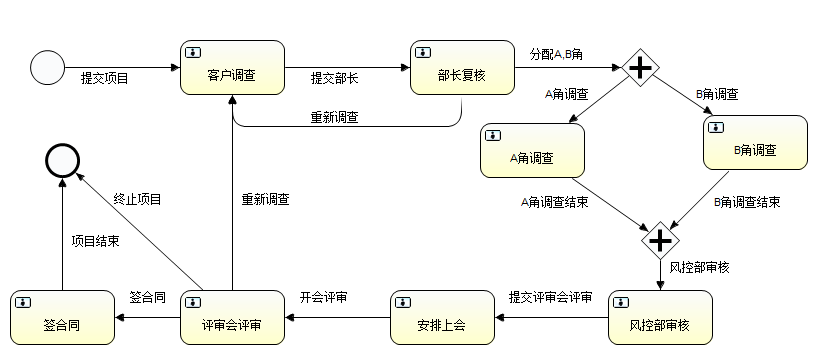 提交项目
客户调查
提交部长
部长复核
分配A,B角
A角调查
B角调查
重新调查
A角调查
B角调查
终止项目
重新调查
A角调查结束
B角调查结束
项目结束
风控部审核
签合同
开会评审
提交评审会评审
签合同
评审会评审
安排上会
风控部审核